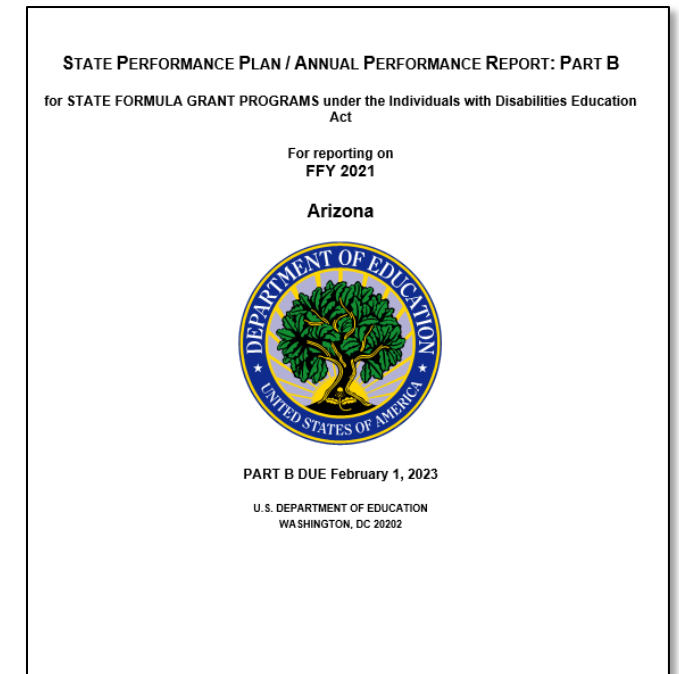 STATE PERFORMANCE PLAN / ANNUAL PERFORMANCE REPORT: PART B
for STATE FORMULA GRANT PROGRAMS under the Individuals with Disabilities Education
Act
For reporting on
FFY 2021
Arizona
DEPARTMENT OF EDUCATION
UNITED STATES OF AMERICA
PART B DUE February 1, 2023
U.S. DEPARTMENT OF EDUCATION
WASHINGTON, DC 20202